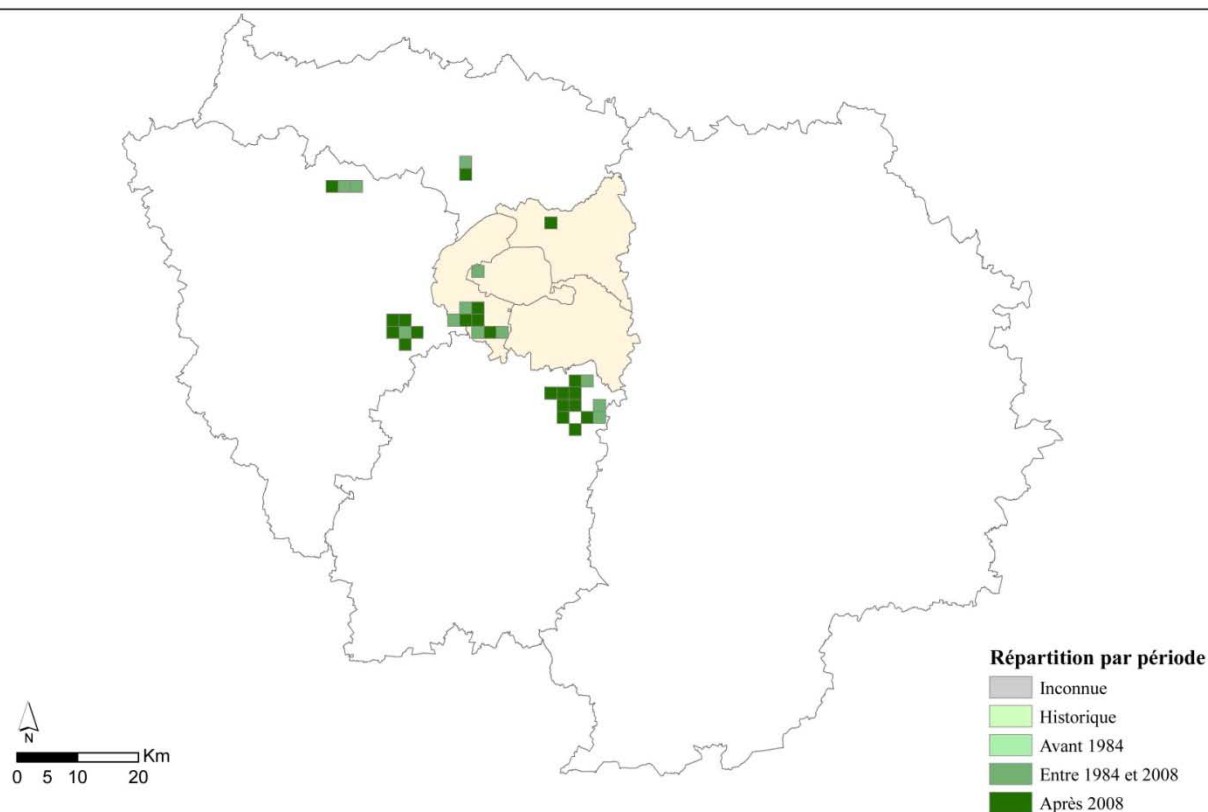 Répartition par période
Inconnue
Historique
Avant 1984
Entre 1984 et 2008
Après 2008
N
Km
0 5 10 20